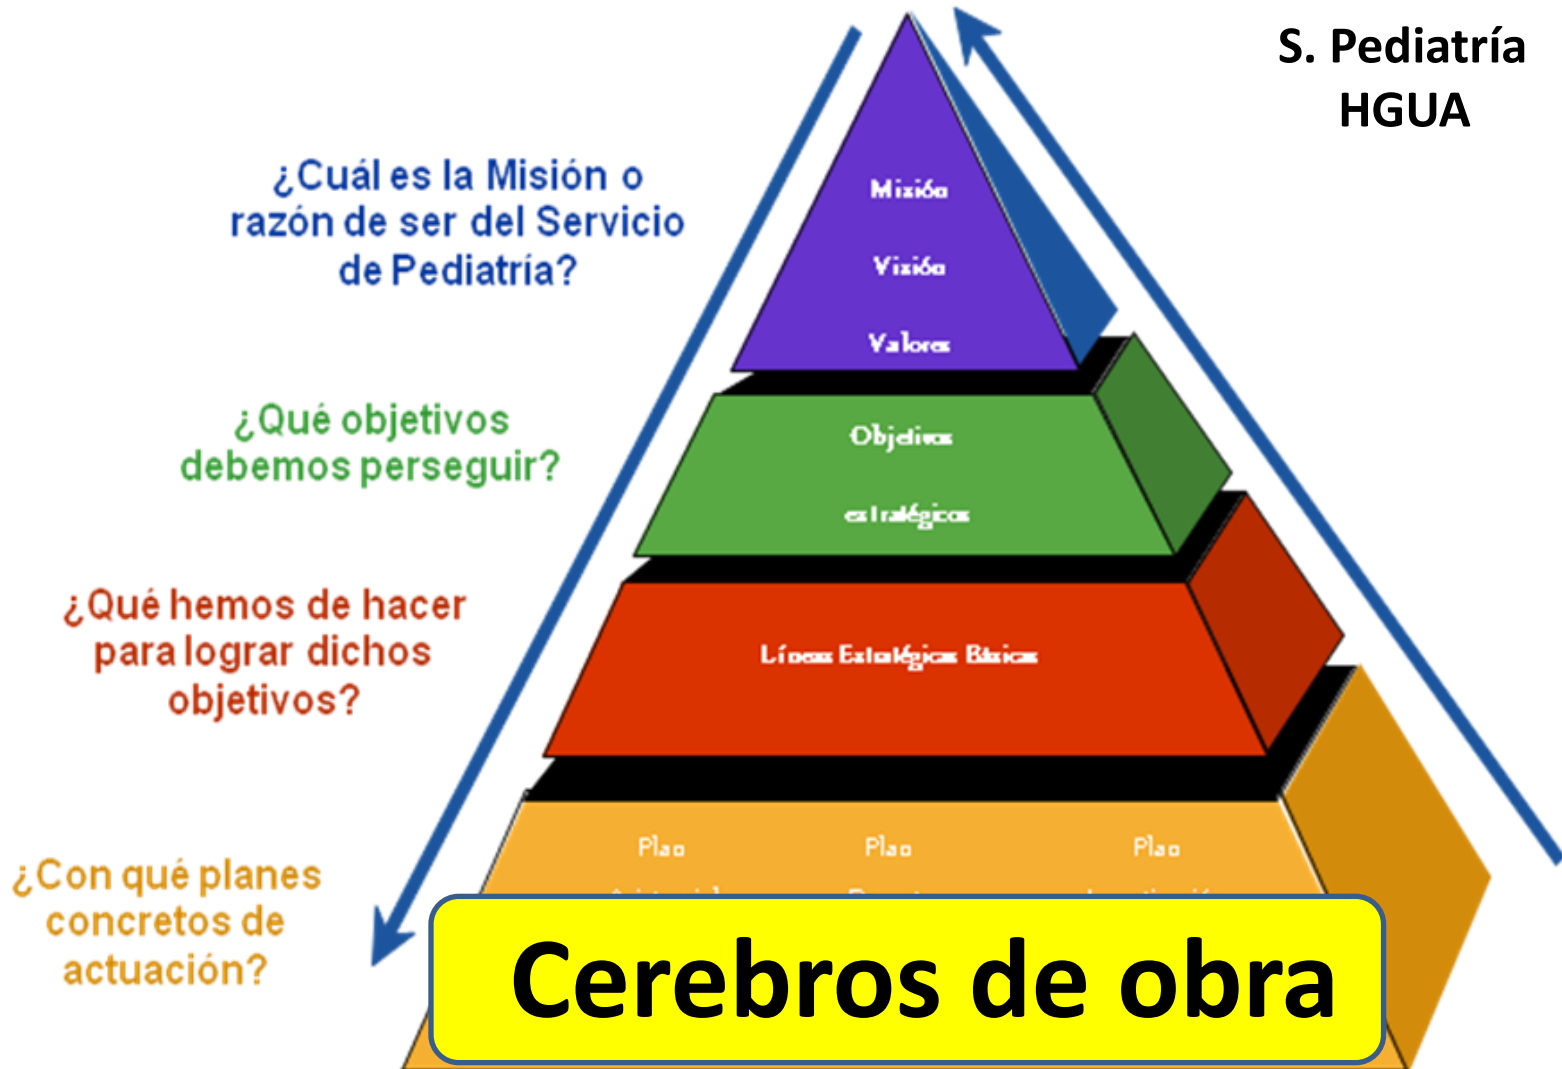 S. Pediatría
HGUA
¿Cuál es la Misión o
razón de ser del Servicio
de Pediatría?
Misión
Visión
Valores
¿Qué objetivos
debemos perseguir?
Objetivos
estratégicos
¿Qué hemos de hacer
para lograr dichos
objetivos?
Líneas Estratégicas Básicas
¿Con qué planes
concretos de
actuación?
Plan Plan Plan
Cerebros de obra